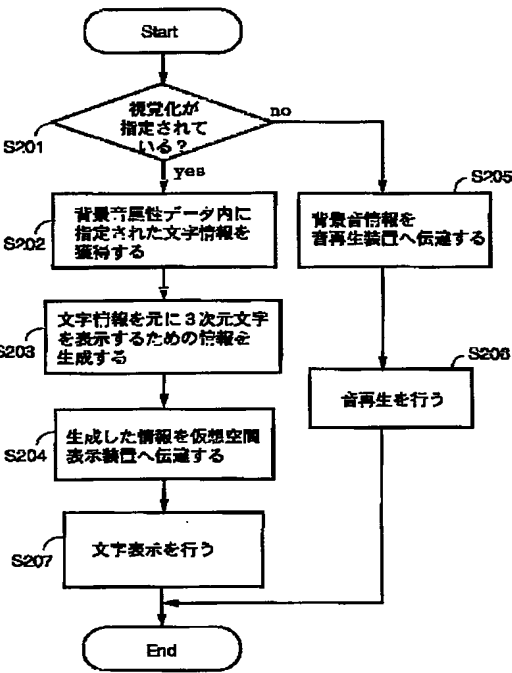 Start
視覚化が
指定されて
いる？
no
S201
yes
S205
背景音属性データ内に
指定された文字情報を
獲得する
S202
背景音情報を
音再生装置へ伝達する
文字情報を元に3次元文字
を表示するための情報を
生成する
S203
S206
音再生を行う
生成した情報を仮想空間
表示装置へ伝達する
S204
文字表示を行う
S207
End